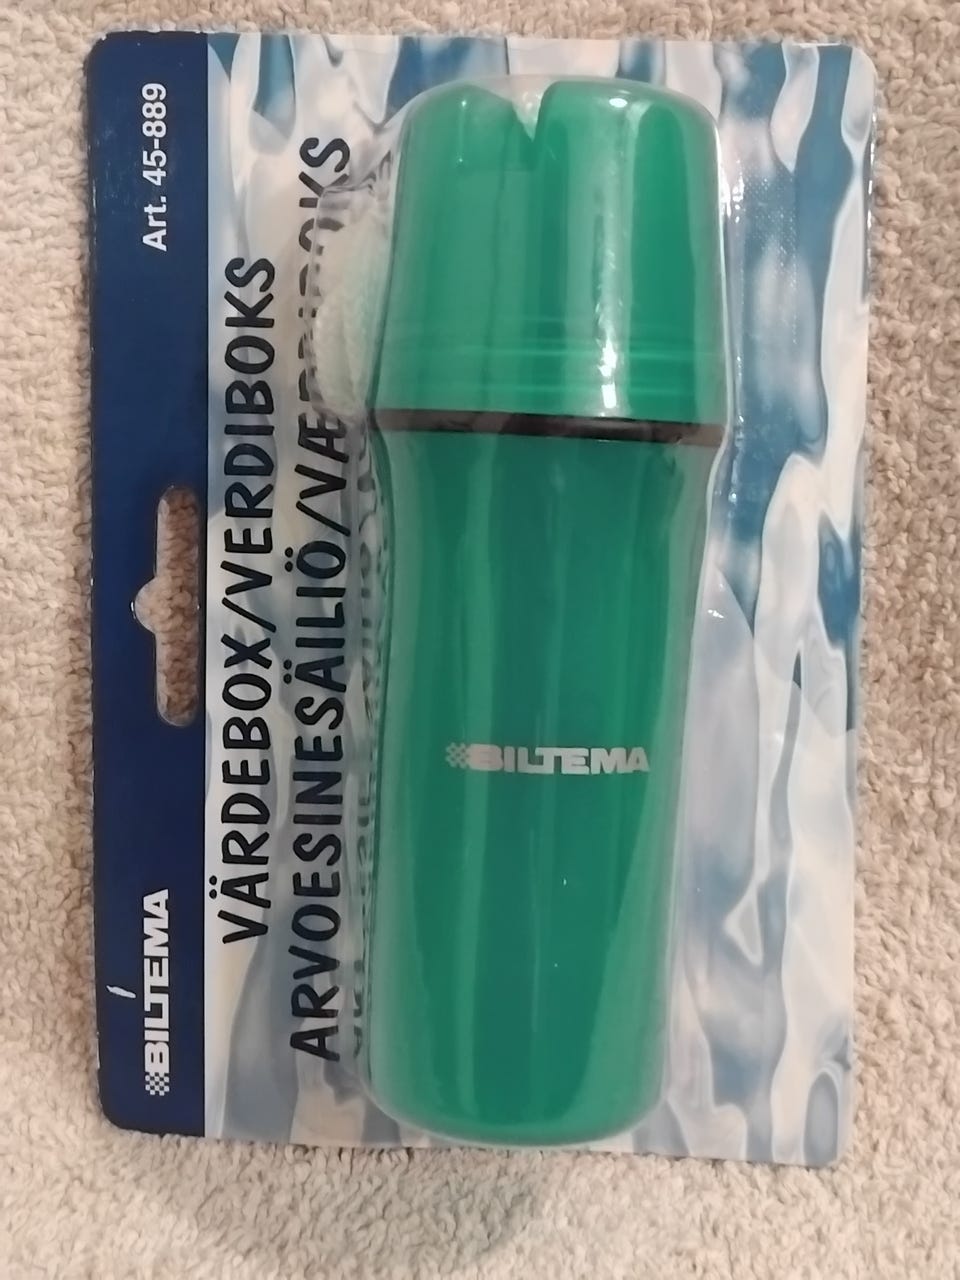 Art. 45-889
BILTEMA
VÄRDEBOX/VERDIBOKS
ARVOESINESÄILIÖ/VÆRDIBOKS
BILTEMA